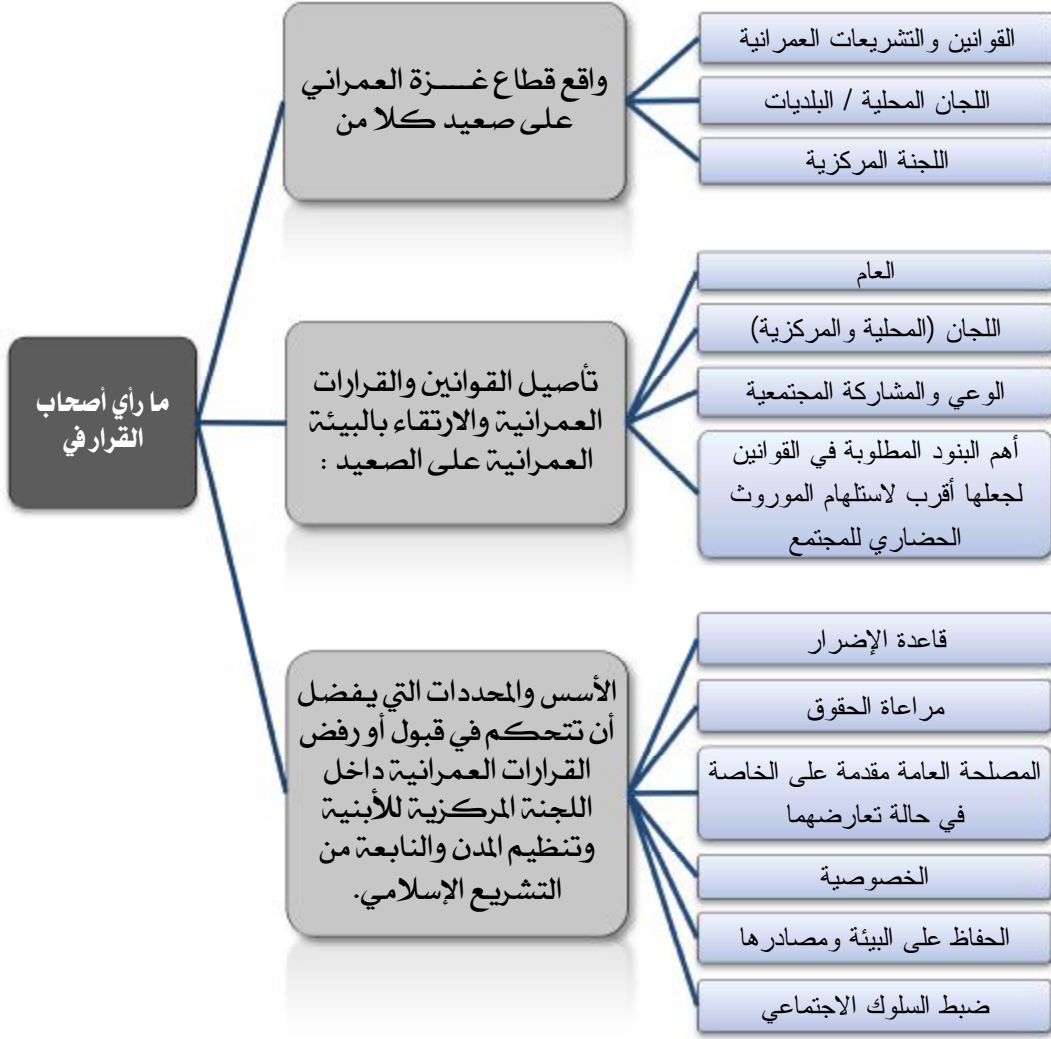 ما رأي أصحاب
القرار في
واقع قطاع غـــزة العمراني
على صعيد كلا من
القوانين والتشريعات العمرانية
اللجان المحلية / البلديات
اللجنة المركزية
تأصيل القوانين والقرارات
العمرانية والارتقاء بالبيئة
العمرانية على الصعيد :
العام
اللجان (المحلية والمركزية)
الوعي والمشاركة المجتمعية
أهم البنود المطلوبة في القوانين
لجعلها أقرب لاستلهام الموروث
الحضاري للمجتمع
الأسس والمحددات التي يفضل
أن تتحكم في قبول أو رفض
القرارات العمرانية داخل
اللجنة المركزية للأبنية
وتنظيم المدن والنابعة من
التشريع الإسلامي.
قاعدة الإضرار
مراعاة الحقوق
المصلحة العامة مقدمة على الخاصة
في حالة تعارضهما
الخصوصية
الحفاظ على البيئة ومصادرها
ضبط السلوك الاجتماعي